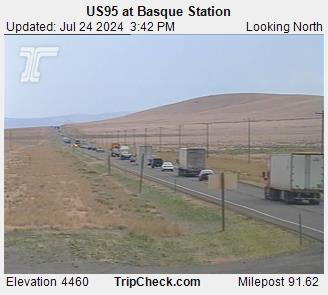 US95 at Basque Station
Updated: Jul 24 2024 3:42 PM Looking North
Elevation 4460 TripCheck.com Milepost 91.62